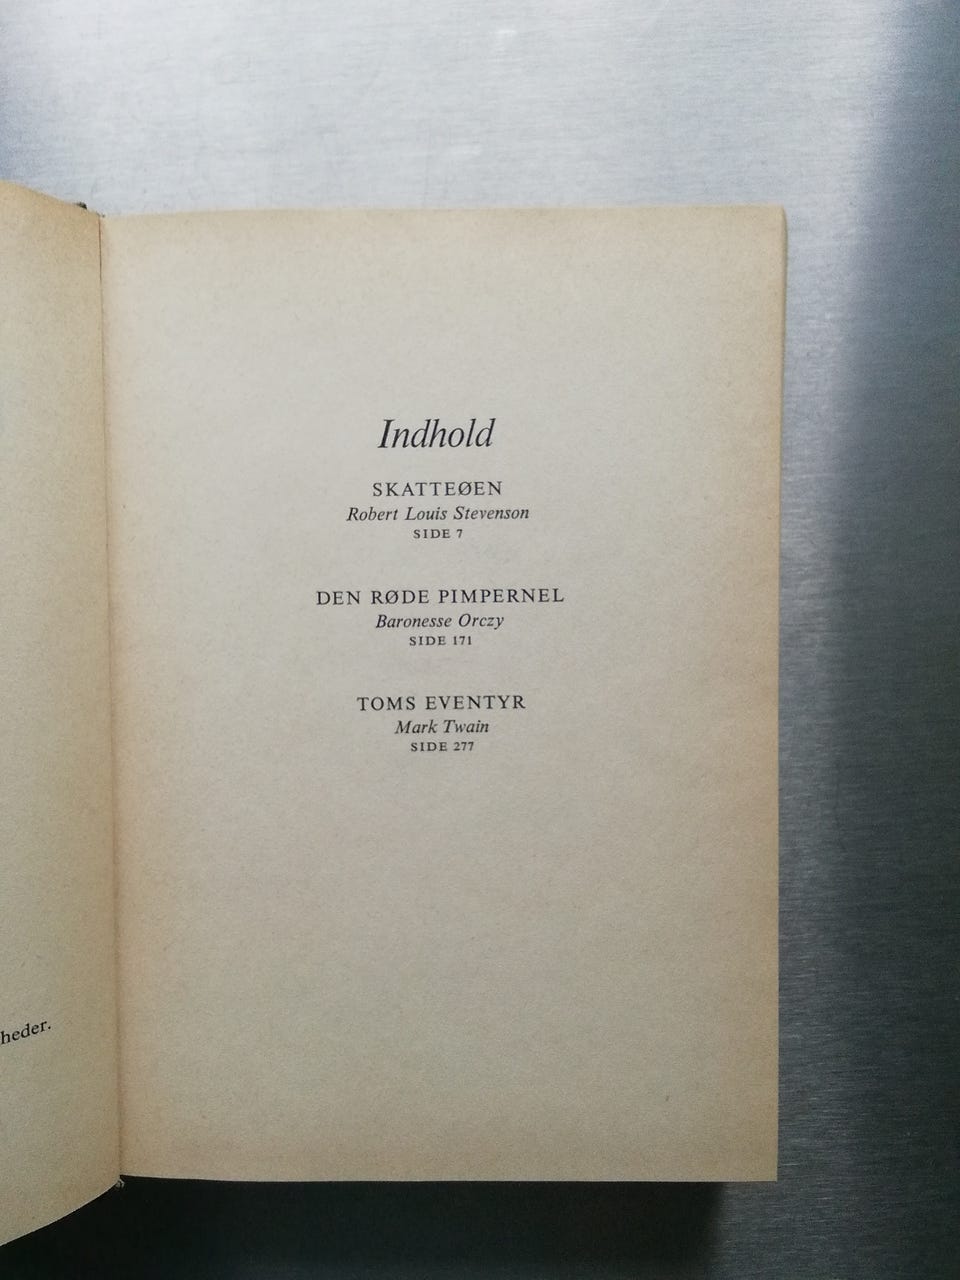 heder.
Indhold
SKATTEØEN
Robert Louis Stevenson
SIDE 7
DEN RØDE PIMPERNEL
Baronesse Orczy
SIDE 171
TOMS EVENTYR
Mark Twain
SIDE 277